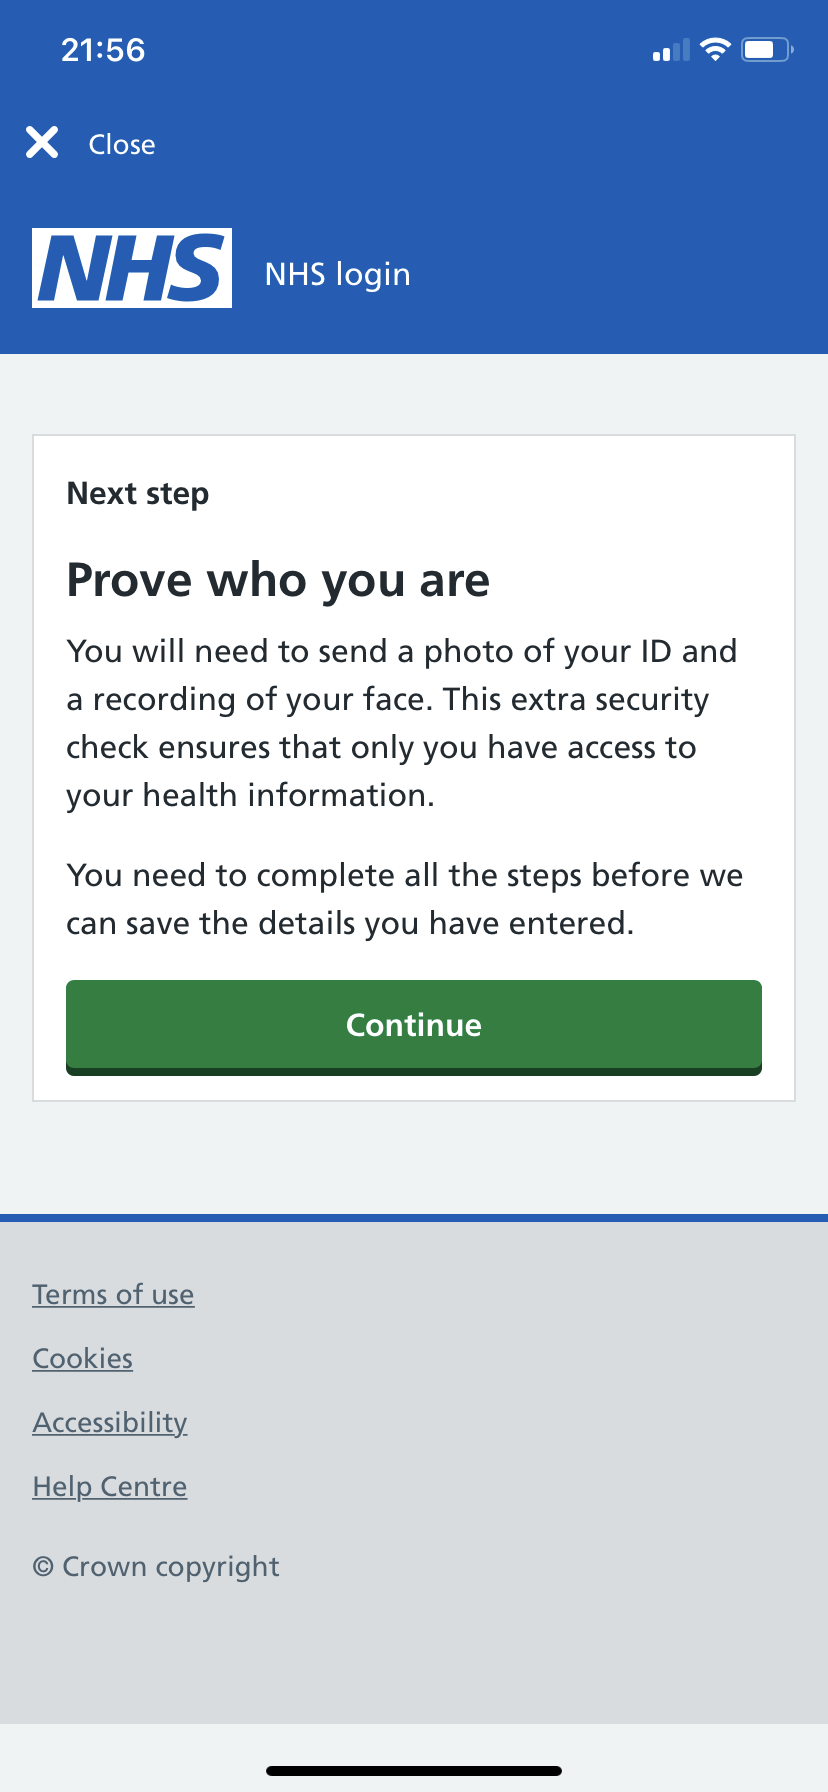 21:56
Close
NHS
NHS login
Next step
Prove who you are
You will need to send a photo of your ID and
a recording of your face. This extra security
check ensures that only you have access to
your health information.
You need to complete all the steps before we
can save the details you have entered.
Continue
Terms of use
Cookies
Accessibility
Help Centre
© Crown copyright